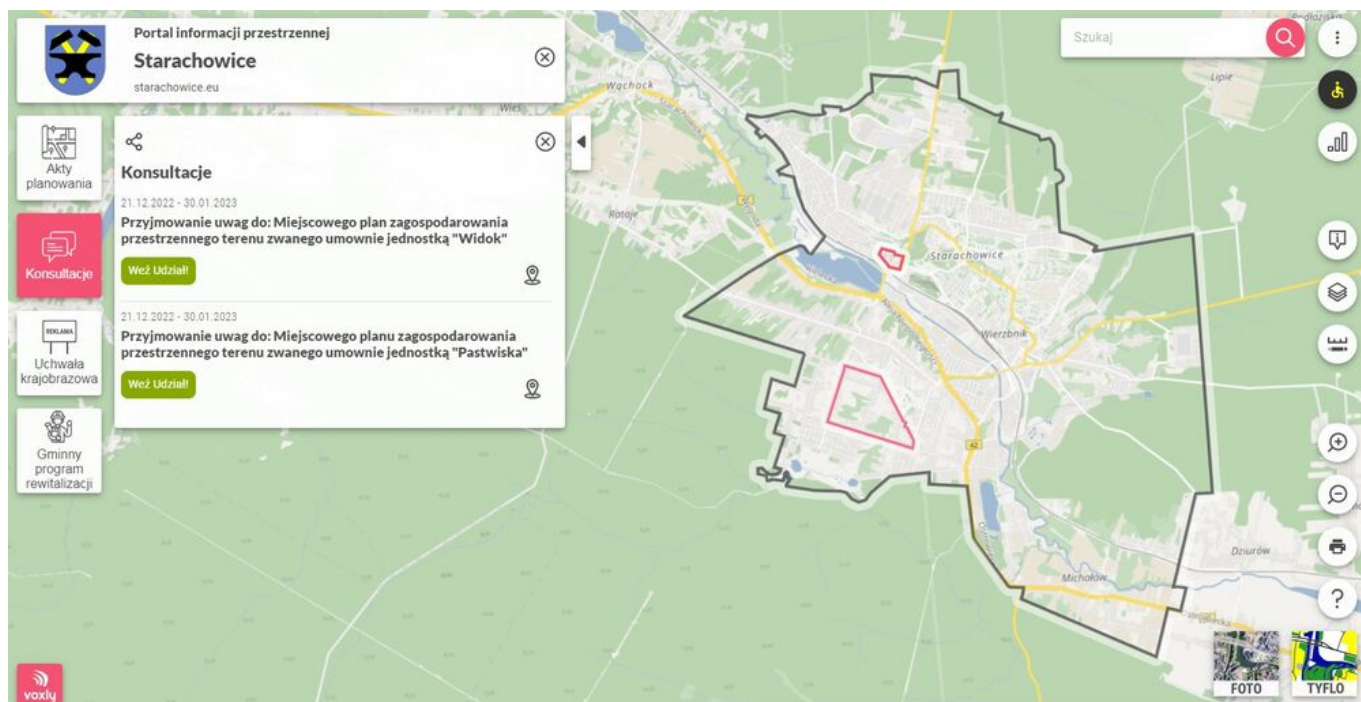 Portal informacji przestrzennej
Starachowice
starachowice.eu
Szukaj
Akty
planowania
Konsultacje
REKLAMA
Uchwała
krajobrazowa
Gminny
program
rewitalizacji
Konsultacje
21.12.2022 - 30.01.2023
Przyjmowanie uwag do: Miejscowego plan zagospodarowania
przestrzennego terenu zwanego umownie jednostką "Widok"
Weź Udział!
21.12.2022 - 30.01.2023
Przyjmowanie uwag do: Miejscowego planu zagospodarowania
przestrzennego terenu zwanego umownie jednostką "Pastwiska"
Weź Udział!
Wąchock
Lipie
Rataje
Starachowice
Wierzbnik
42
Dziurów
Michałów
FOTO
TYFLO
voxly